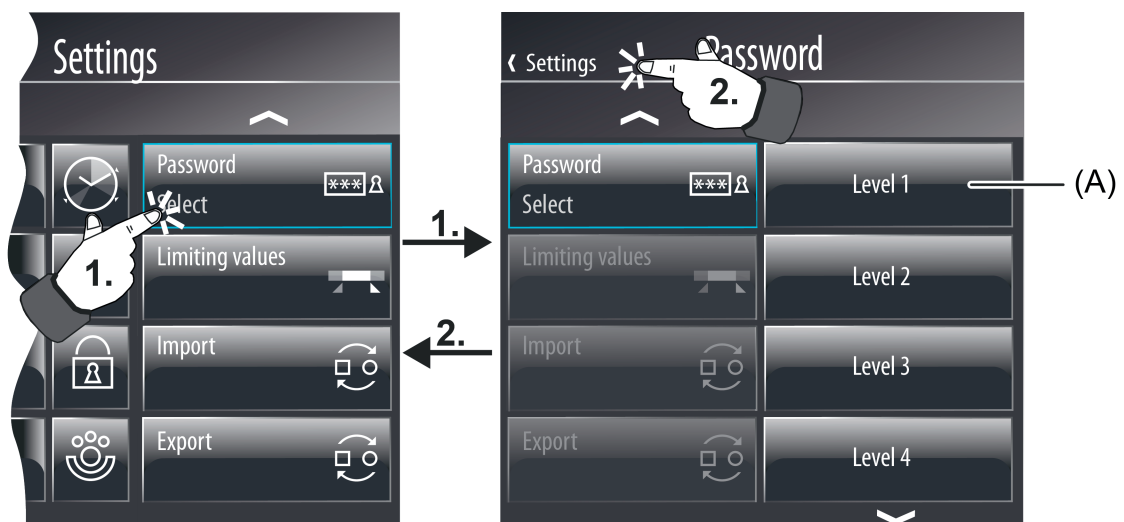 Settings
Password
Select
***
1.
Limiting values
Import
Export
1.
2.
‹ Settings
Password
2.
Password
Select
***
Limiting values
Import
Export
Level 1
Level 2
Level 3
Level 4
(A)